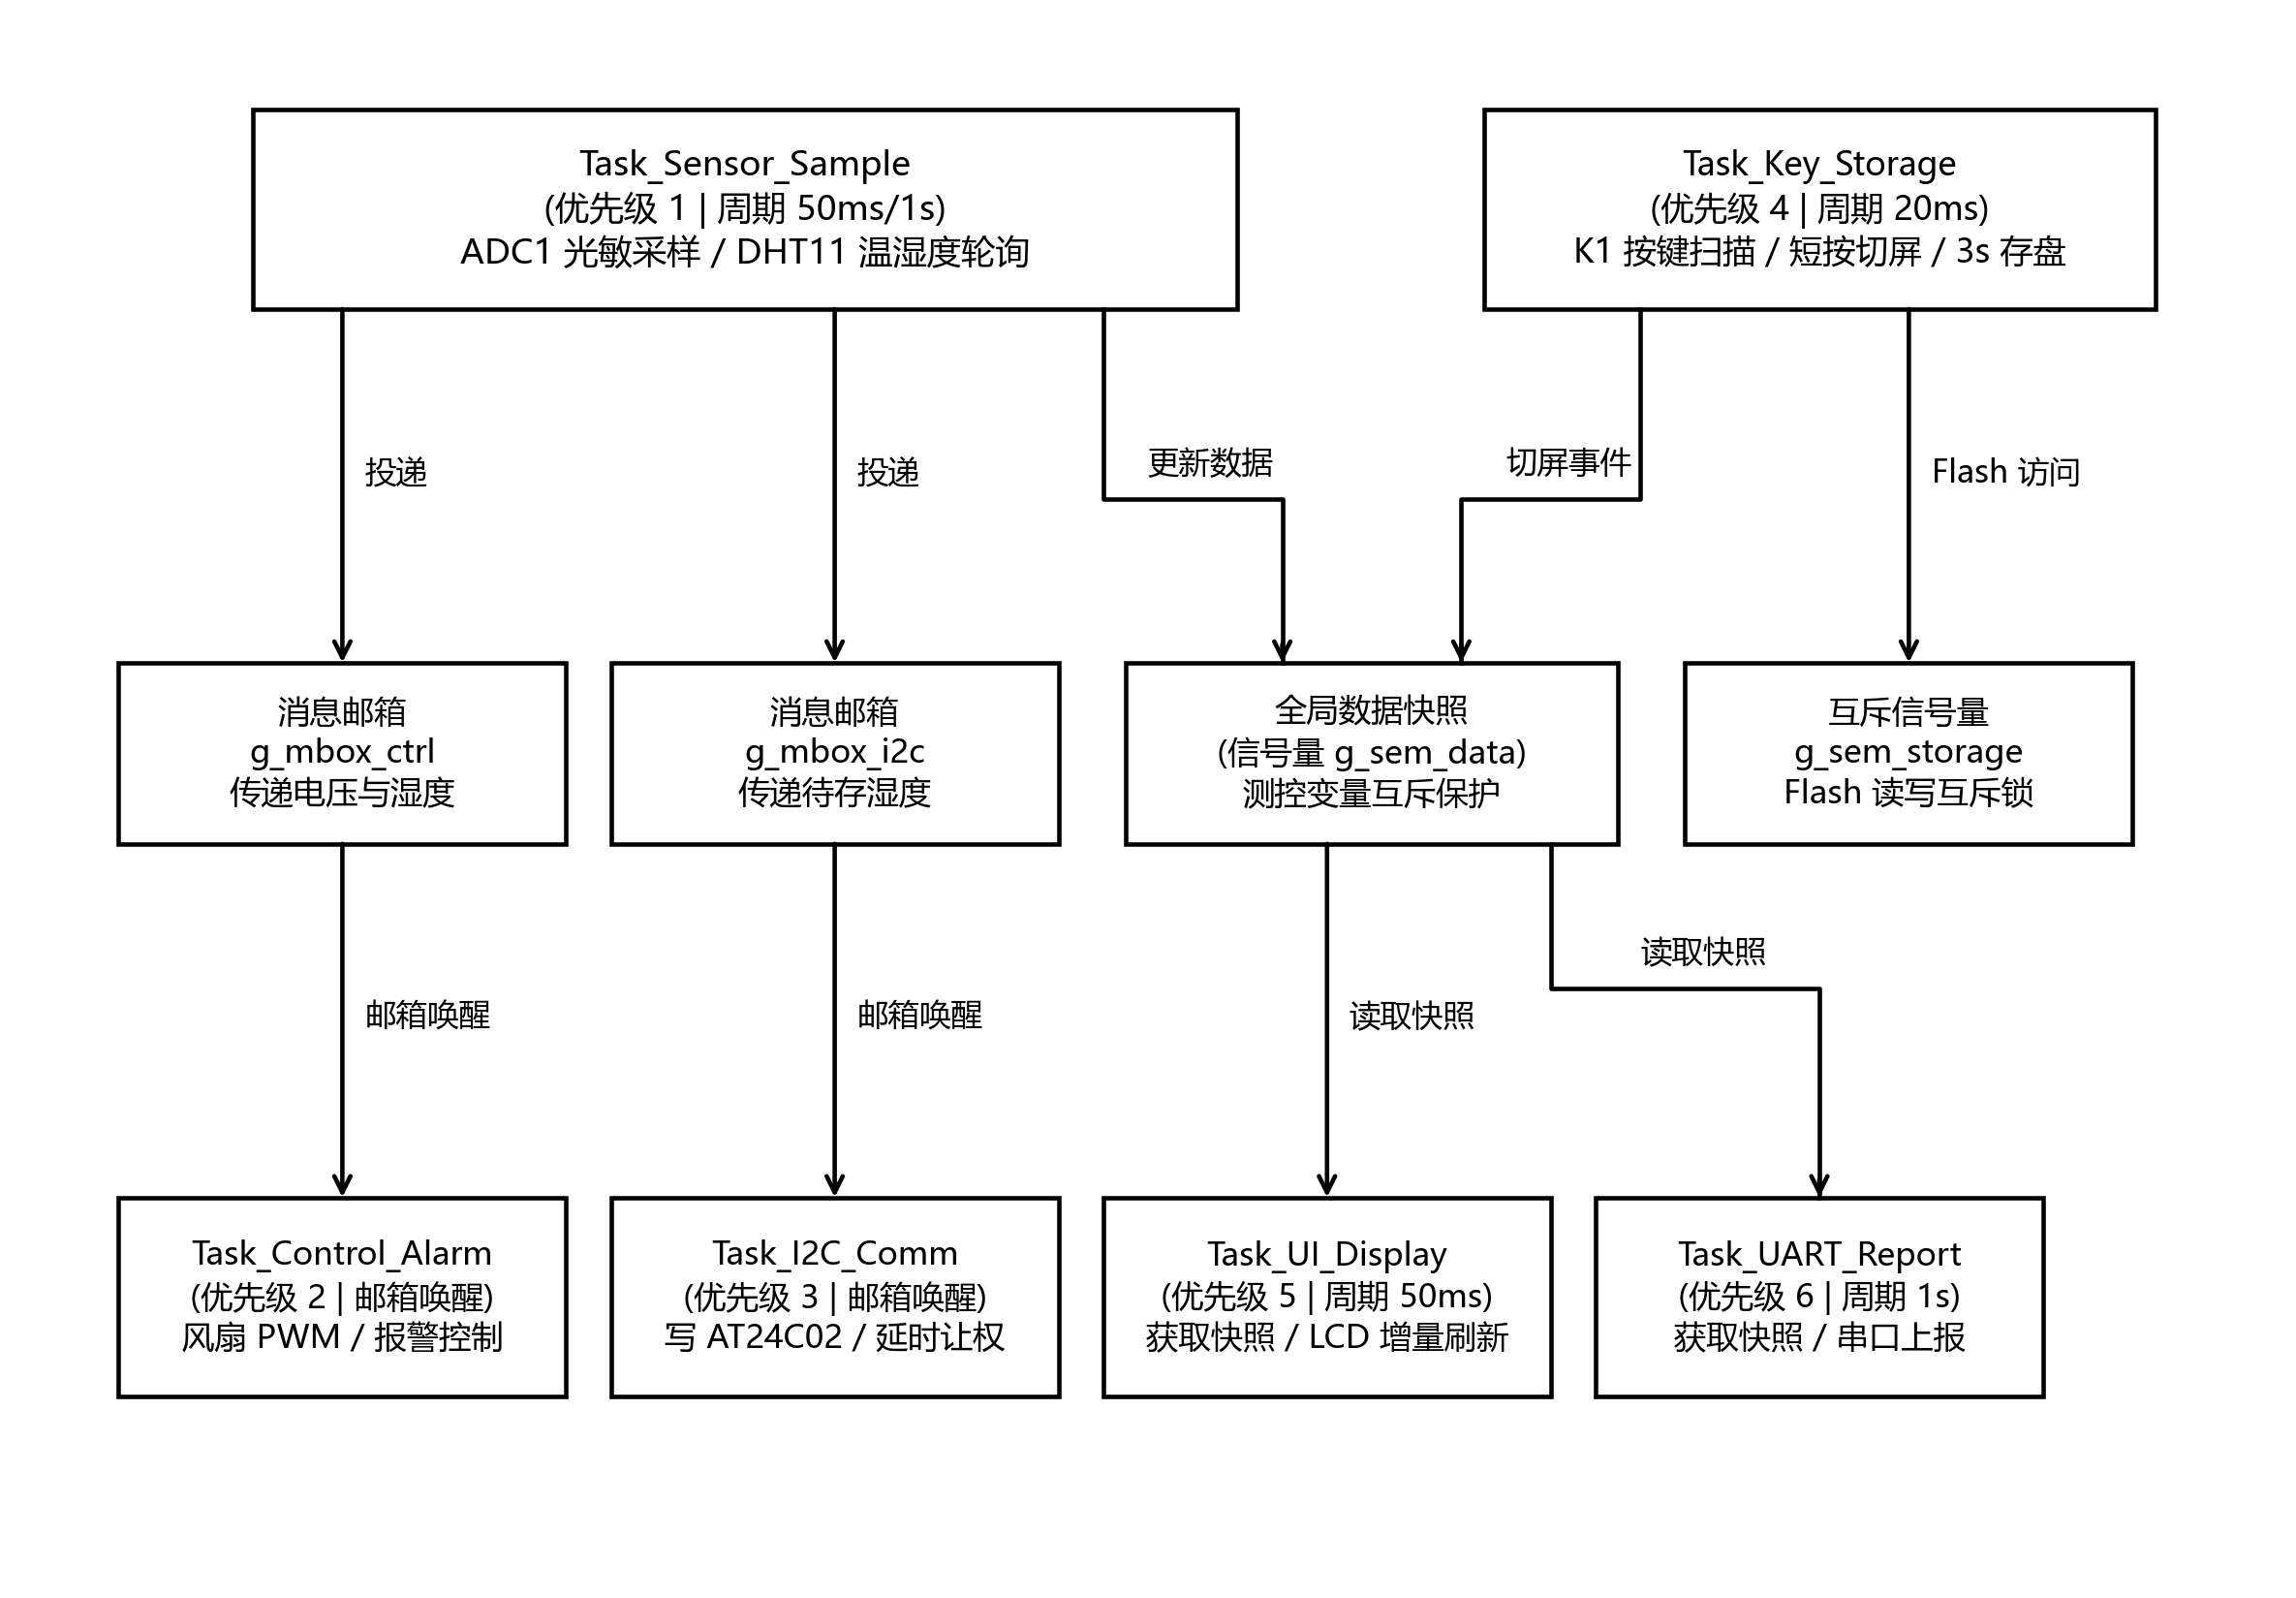 Task_Sensor_Sample
(优先级 1 | 周期 50ms/1s)
ADC1 光敏采样 / DHT11 温湿度轮询
Task_Key_Storage
(优先级 4 | 周期 20ms)
K1 按键扫描 / 短按切屏 / 3s 存盘
投递
投递
更新数据
切屏事件
Flash 访问
消息邮箱
g_mbox_ctrl
传递电压与湿度
消息邮箱
g_mbox_i2c
传递待存湿度
全局数据快照
(信号量 g_sem_data)
测控变量互斥保护
互斥信号量
g_sem_storage
Flash 读写互斥锁
邮箱唤醒
邮箱唤醒
读取快照
读取快照
Task_Control_Alarm
(优先级 2 | 邮箱唤醒)
风扇 PWM / 报警控制
Task_I2C_Comm
(优先级 3 | 邮箱唤醒)
写 AT24C02 / 延时让权
Task_UI_Display
(优先级 5 | 周期 50ms)
获取快照 / LCD 增量刷新
Task_UART_Report
(优先级 6 | 周期 1s)
获取快照 / 串口上报